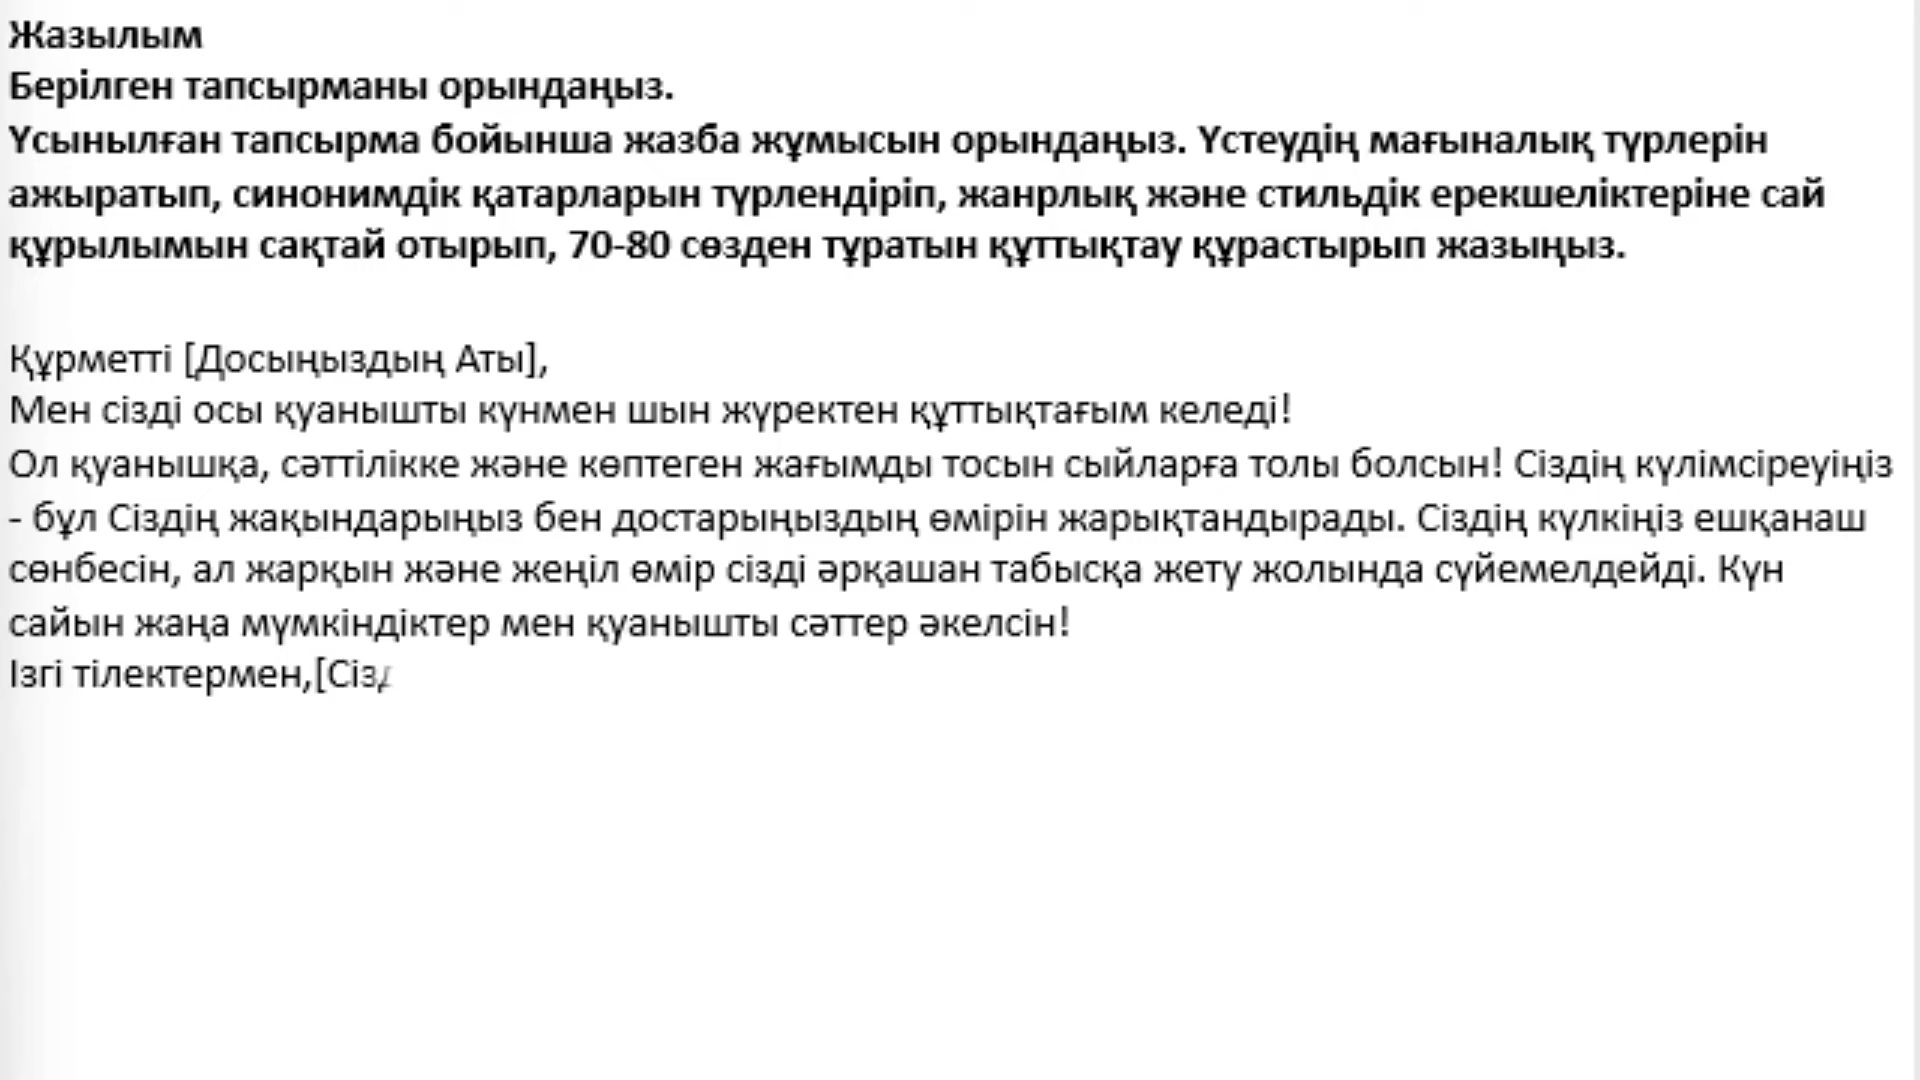 Жазылым
Берілген тапсырманы орындаңыз.
Ұсынылған тапсырма бойынша жазба жұмысын орындаңыз. Үстеудің мағыналық түрлерін
ажыратып, синонимдік қатарларын түрлендіріп, жанрлық және стильдік ерекшеліктеріне сай
құрылымын сақтай отырып, 70-80 сөзден тұратын құттықтау құрастырып жазыңыз.
Құрметті [Досыңыздың Аты],
Мен сізді осы қуанышты күнмен шын жүректен құттықтағым келеді!
Ол қуанышқа, сәттілікке және көптеген жағымды тосын сыйларға толы болсын! Сіздің күлімсіреуіңіз
- бұл Сіздің жақындарыңыз бен достарыңыздың өмірін жарықтандырады. Сіздің күлкіңіз ешқанаш
сөнбесін, ал жарқын және жеңіл өмір сізді әрқашан табысқа жету жолында сүйемелдейді. Күн
сайын жаңа мүмкіндіктер мен қуанышты сәттер әкелсін!
Ізгі тілектермен,[Сіз